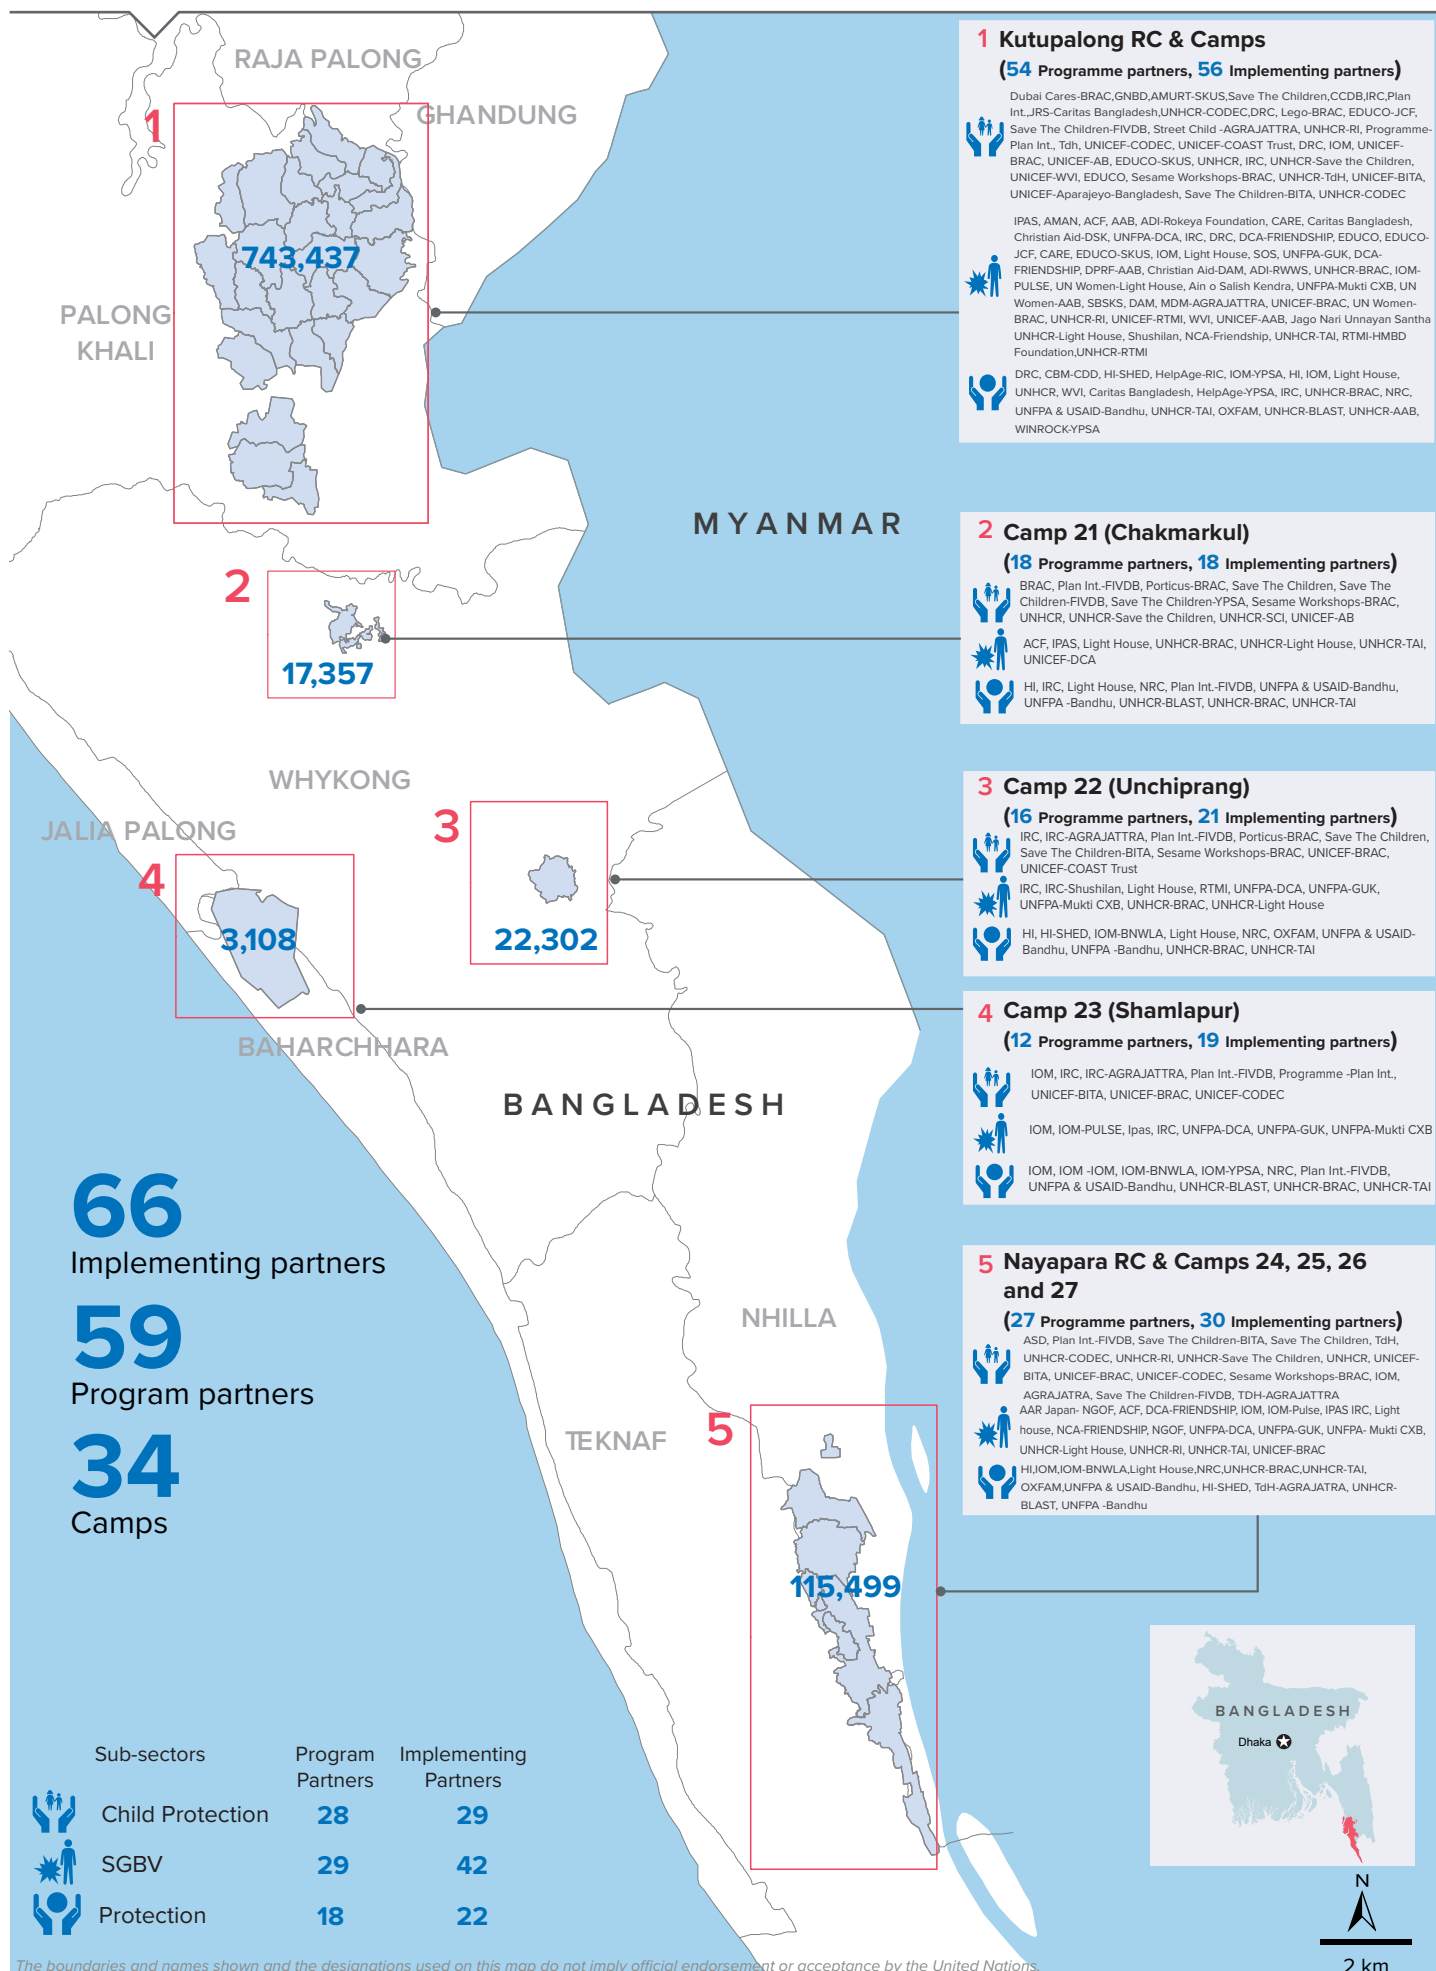 RAJA PALONG
GHANDUNG
1
743,437
PALONG
KHALI
2
17,357
MYANMAR
WHYKONG
JALIA PALONG
3
22,302
4
3,108
BAHARCHHARA
BANGLADESH
NHILLA
TEKNAF
5
115,499
1 Kutupalong RC & Camps
(54 Programme partners, 56 Implementing partners)
Dubai Cares-BRAC,GNBD,AMURT-SKUS,Save The Children,CCDB,IRC,Plan
Int.,JRS-Caritas Bangladesh,UNHCR-CODEC,DRC, Lego-BRAC, EDUCO-JCF,
Save The Children-FIVDB, Street Child -AGRAJATTRA, UNHCR-RI, Programme-
Plan Int., Tdh, UNICEF-CODEC, UNICEF-COAST Trust, DRC, IOM, UNICEF-
BRAC, UNICEF-AB, EDUCO-SKUS, UNHCR, IRC, UNHCR-Save the Children,
UNICEF-WVI, EDUCO, Sesame Workshops-BRAC, UNHCR-TdH, UNICEF-BITA,
UNICEF-Aparajeyo-Bangladesh, Save The Children-BITA, UNHCR-CODEC
IPAS, AMAN, ACF, AAB, ADI-Rokeya Foundation, CARE, Caritas Bangladesh,
Christian Aid-DSK, UNFPA-DCA, IRC, DRC, DCA-FRIENDSHIP, EDUCO, EDUCO-
JCF, CARE, EDUCO-SKUS, IOM, Light House, SOS, UNFPA-GUK, DCA-
FRIENDSHIP, DPRF-AAB, Christian Aid-DAM, ADI-RWWS, UNHCR-BRAC, IOM-
PULSE, UN Women-Light House, Ain o Salish Kendra, UNFPA-Mukti CXB, UN
Women-AAB, SBSKS, DAM, MDM-AGRAJATTRA, UNICEF-BRAC, UN Women-
BRAC, UNHCR-RI, UNICEF-RTMI, WVI, UNICEF-AAB, Jago Nari Unnayan Santha
UNHCR-Light House, Shushilan, NCA-Friendship, UNHCR-TAI, RTMI-HMBD
Foundation,UNHCR-RTMI
DRC, CBM-CDD, HI-SHED, HelpAge-RIC, IOM-YPSA, HI, IOM, Light House,
UNHCR, WVI, Caritas Bangladesh, HelpAge-YPSA, IRC, UNHCR-BRAC, NRC,
UNFPA & USAID-Bandhu, UNHCR-TAI, OXFAM, UNHCR-BLAST, UNHCR-AAB,
WINROCK-YPSA
2 Camp 21 (Chakmarkul)
(18 Programme partners, 18 Implementing partners)
BRAC, Plan Int.-FIVDB, Porticus-BRAC, Save The Children, Save The
Children-FIVDB, Save The Children-YPSA, Sesame Workshops-BRAC,
UNHCR, UNHCR-Save the Children, UNHCR-SCI, UNICEF-AB
ACF, IPAS, Light House, UNHCR-BRAC, UNHCR-Light House, UNHCR-TAI,
UNICEF-DCA
HI, IRC, Light House, NRC, Plan Int.-FIVDB, UNFPA & USAID-Bandhu,
UNFPA -Bandhu, UNHCR-BLAST, UNHCR-BRAC, UNHCR-TAI
3 Camp 22 (Unchiprang)
(16 Programme partners, 21 Implementing partners)
IRC, IRC-AGRAJATTRA, Plan Int.-FIVDB, Porticus-BRAC, Save The Children,
Save The Children-BITA, Sesame Workshops-BRAC, UNICEF-BRAC,
UNICEF-COAST Trust
IRC, IRC-Shushilan, Light House, RTMI, UNFPA-DCA, UNFPA-GUK,
UNFPA-Mukti CXB, UNHCR-BRAC, UNHCR-Light House
HI, HI-SHED, IOM-BNWLA, Light House, NRC, OXFAM, UNFPA & USAID-
Bandhu, UNFPA -Bandhu, UNHCR-BRAC, UNHCR-TAI
4 Camp 23 (Shamlapur)
(12 Programme partners, 19 Implementing partners)
IOM, IRC, IRC-AGRAJATTRA, Plan Int.-FIVDB, Programme -Plan Int.,
UNICEF-BITA, UNICEF-BRAC, UNICEF-CODEC
IOM, IOM-PULSE, Ipas, IRC, UNFPA-DCA, UNFPA-GUK, UNFPA-Mukti CXB
IOM, IOM -IOM, IOM-BNWLA, IOM-YPSA, NRC, Plan Int.-FIVDB,
UNFPA & USAID-Bandhu, UNHCR-BLAST, UNHCR-BRAC, UNHCR-TAI
5 Nayapara RC & Camps 24, 25, 26
and 27
(27 Programme partners, 30 Implementing partners)
ASD, Plan Int.-FIVDB, Save The Children-BITA, Save The Children, TdH,
UNHCR-CODEC, UNHCR-RI, UNHCR-Save The Children, UNHCR, UNICEF-
BITA, UNICEF-BRAC, UNICEF-CODEC, Sesame Workshops-BRAC, IOM,
AGRAJATRA, Save The Children-FIVDB, TDH-AGRAJATTRA
AAR Japan- NGOF, ACF, DCA-FRIENDSHIP, IOM, IOM-Pulse, IPAS IRC, Light
house, NCA-FRIENDSHIP, NGOF, UNFPA-DCA, UNFPA-GUK, UNFPA- Mukti CXB,
UNHCR-Light House, UNHCR-RI, UNHCR-TAI, UNICEF-BRAC
HI,IOM,IOM-BNWLA,Light House,NRC,UNHCR-BRAC,UNHCR-TAI,
OXFAM,UNFPA & USAID-Bandhu, HI-SHED, TdH-AGRAJATRA, UNHCR-
BLAST, UNFPA -Bandhu
66
Implementing partners
59
Program partners
34
Camps
Sub-sectors Program Implementing
Partners Partners
Child Protection 28 29
SGBV 29 42
Protection 18 22
BANGLADESH
Dhaka
N
2 km
The boundaries and names shown and the designations used on this map do not imply official endorsement or acceptance by the United Nations.